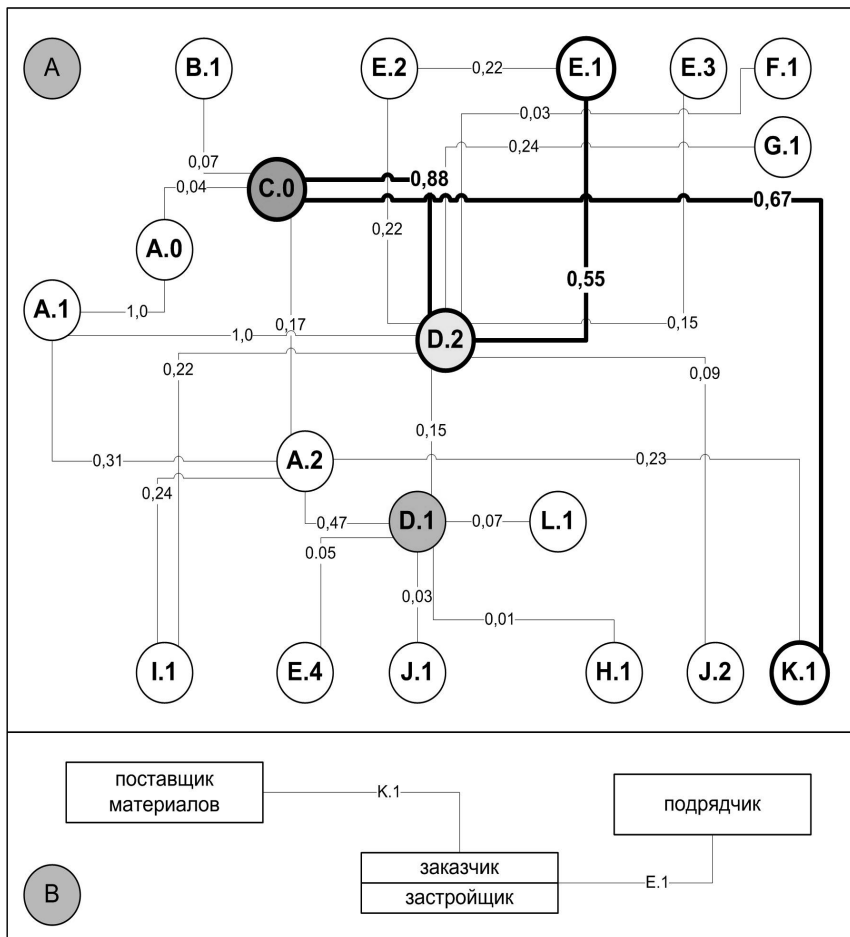 A
B.1
E.2
0,22
E.1
E.3
F.1
0,03
G.1
0,24
0,07
0,88
C.0
0,04
0,67
0,22
A.0
0,55
A.1
1,0
0,17
1,0
0,15
D.2
0,22
0,09
0,15
0,31
A.2
0,23
0,24
0,47
D.1
0,07
L.1
0.05
0,03
0,01
I.1
E.4
J.1
H.1
J.2
K.1
поставщик
материалов
K.1
подрядчик
заказчик
застройщик
E.1
B